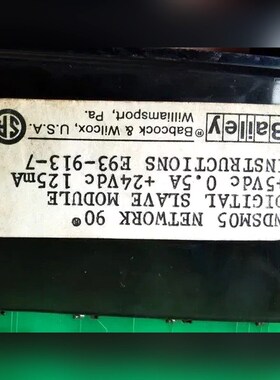 NDSM05 NETWORK 90®
DIGITAL SLAVE MODULE
+5Vdc 0.5A +24Vdc 125mA
INSTRUCTIONS E93-913-7
Bailey
®Babcock & Wilcox, U.S.A.
Williamsport, Pa.